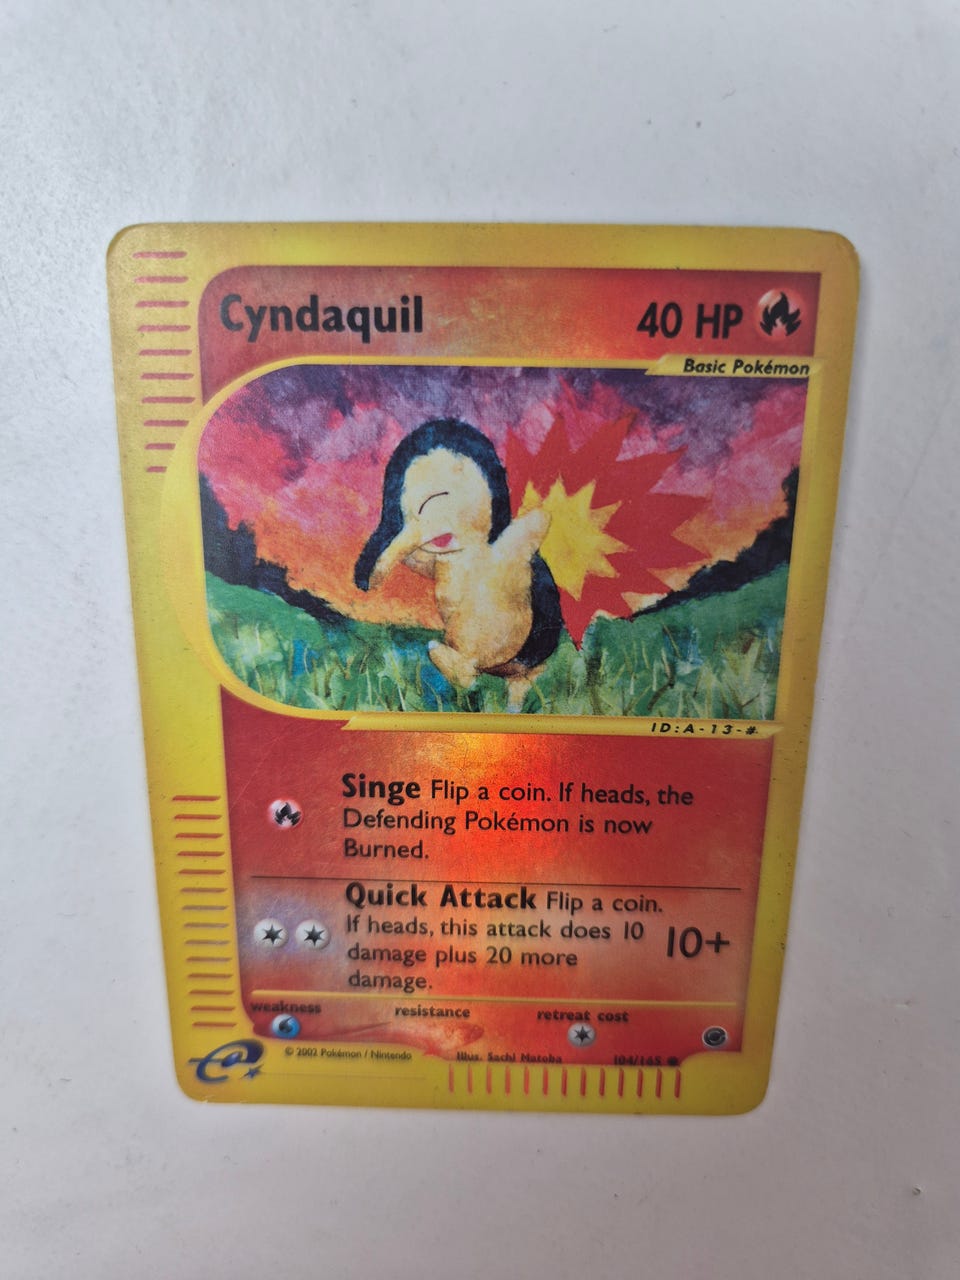 Cyndaquil 40 HP
Basic Pokémon
ID:A-13-#
Singe Flip a coin. If heads, the
Defending Pokémon is now
Burned.
Quick Attack Flip a coin.
If heads, this attack does 10
damage plus 20 more
damage.
10+
weakness resistance retreat cost
© 2002 Pokémon / Nintendo Illus. Sachi Matoba 104/165